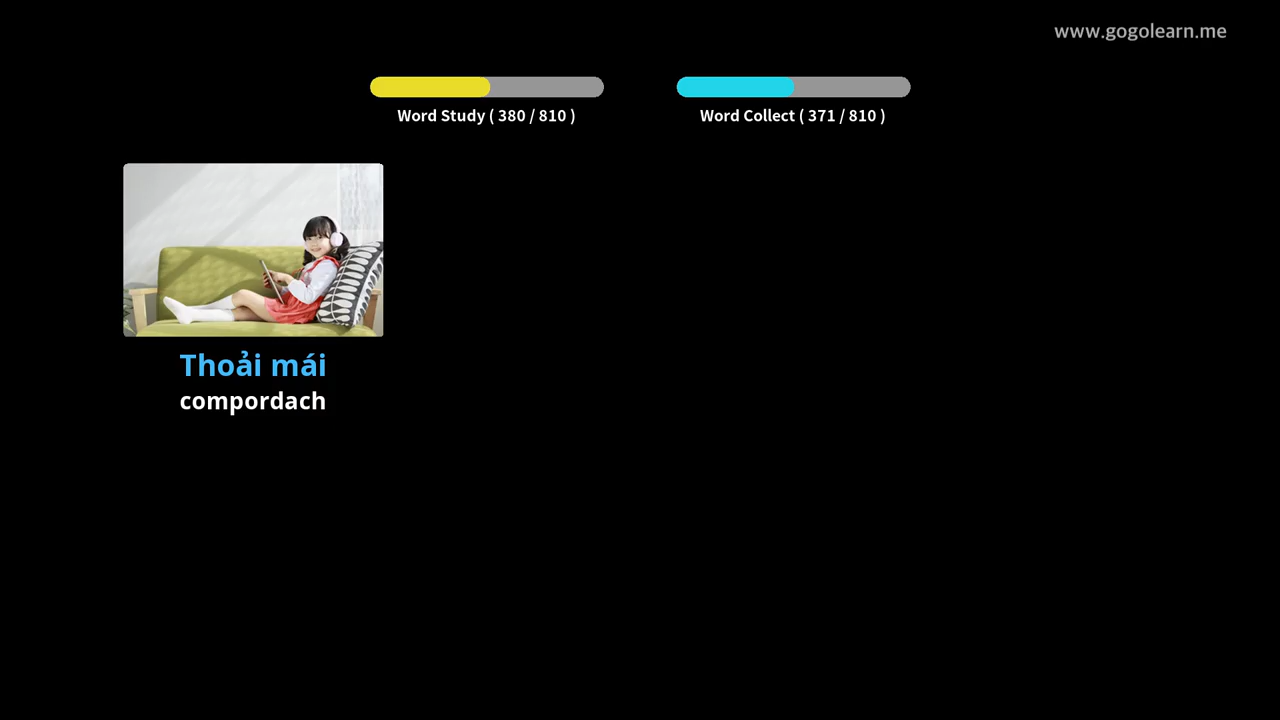 www.gogolearn.me
Word Study ( 380 / 810 )
Word Collect ( 371 / 810 )
Thoải mái
compordach